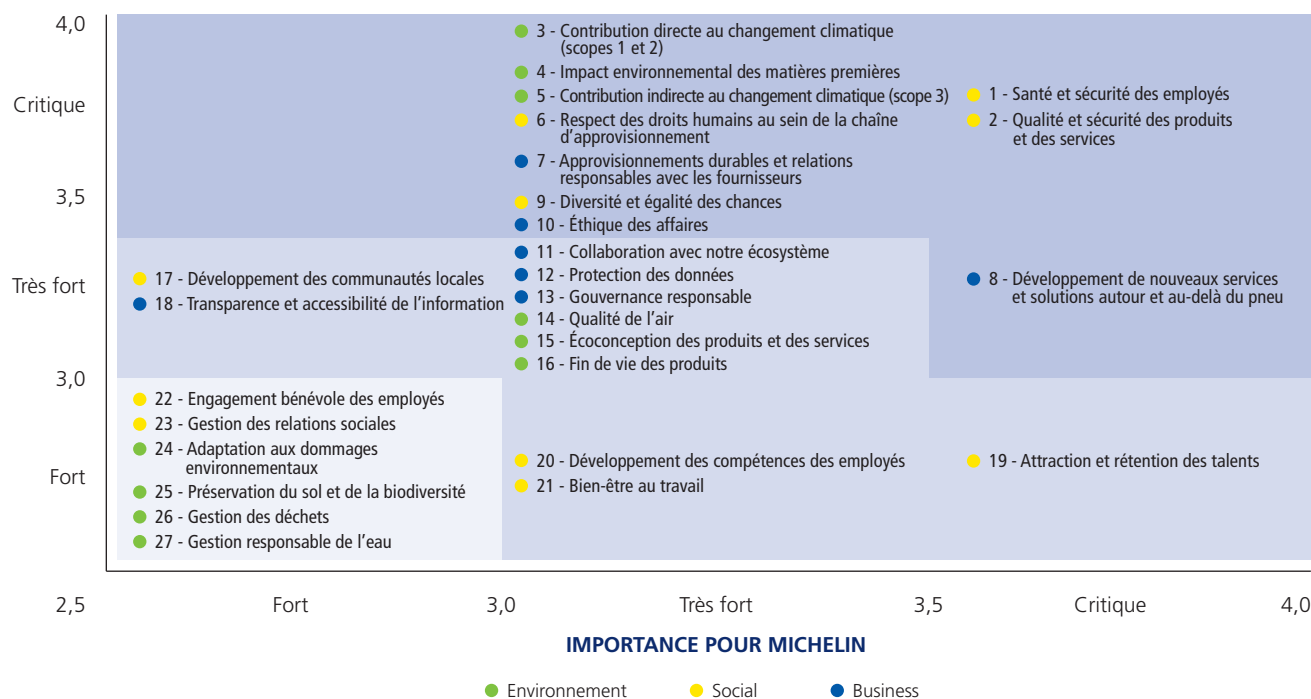 4,0
Critique
3,5
Très fort
3,0
Fort
2,5
3 - Contribution directe au changement climatique
(scopes 1 et 2)
4 - Impact environnemental des matières premières
5 - Contribution indirecte au changement climatique (scope 3)
6 - Respect des droits humains au sein de la chaîne
d’approvisionnement
7 - Approvisionnements durables et relations
responsables avec les fournisseurs
9 - Diversité et égalité des chances
10 - Éthique des affaires
1 - Santé et sécurité des employés
2 - Qualité et sécurité des produits
et des services
17 - Développement des communautés locales
18 - Transparence et accessibilité de l’information
11 - Collaboration avec notre écosystème
12 - Protection des données
13 - Gouvernance responsable
14 - Qualité de l’air
15 - Écoconception des produits et des services
16 - Fin de vie des produits
8 - Développement de nouveaux services
et solutions autour et au-delà du pneu
22 - Engagement bénévole des employés
23 - Gestion des relations sociales
24 - Adaptation aux dommages
environnementaux
25 - Préservation du sol et de la biodiversité
26 - Gestion des déchets
27 - Gestion responsable de l’eau
20 - Développement des compétences des employés
21 - Bien-être au travail
19 - Attraction et rétention des talents
Fort
3,0
Très fort
3,5
Critique
4,0
IMPORTANCE POUR MICHELIN
Environnement
Social
Business